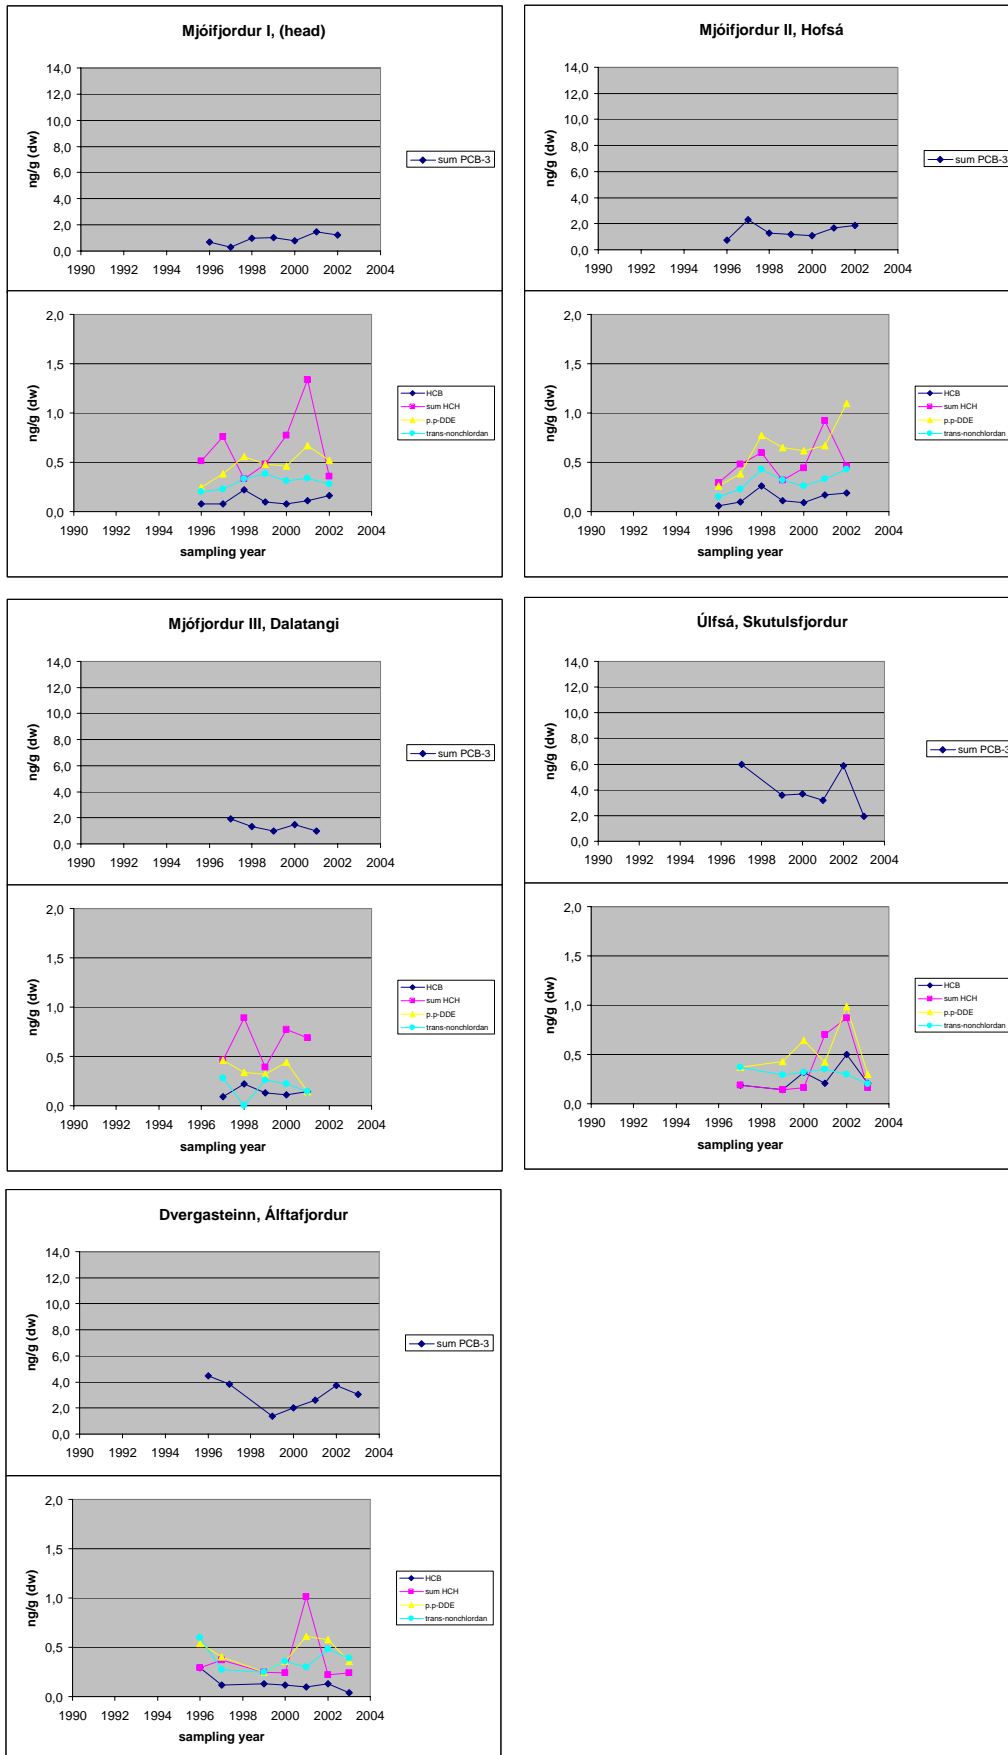 Mjóifjordur I, (head)
14,0
12,0
10,0
8,0
6,0
4,0
2,0
0,0
ng/g (dw)
1990 1992 1994 1996 1998 2000 2002 2004
sum PCB-3
2,0
1,5
1,0
0,5
0,0
ng/g (dw)
1990 1992 1994 1996 1998 2000 2002 2004
sampling year
HCB
sum HCH
p.p-DDE
trans-nonchlordan
Mjóifjordur II, Hofsá
14,0
12,0
10,0
8,0
6,0
4,0
2,0
0,0
ng/g (dw)
1990 1992 1994 1996 1998 2000 2002 2004
sum PCB-3
2,0
1,5
1,0
0,5
0,0
ng/g (dw)
1990 1992 1994 1996 1998 2000 2002 2004
sampling year
HCB
sum HCH
p.p-DDE
trans-nonchlordan
Mjófjordur III, Dalatangi
14,0
12,0
10,0
8,0
6,0
4,0
2,0
0,0
ng/g (dw)
1990 1992 1994 1996 1998 2000 2002 2004
sum PCB-3
2,0
1,5
1,0
0,5
0,0
ng/g (dw)
1990 1992 1994 1996 1998 2000 2002 2004
sampling year
HCB
sum HCH
p.p-DDE
trans-nonchlordan
Úlfsá, Skutulsfjordur
14,0
12,0
10,0
8,0
6,0
4,0
2,0
0,0
ng/g (dw)
1990 1992 1994 1996 1998 2000 2002 2004
sum PCB-3
2,0
1,5
1,0
0,5
0,0
ng/g (dw)
1990 1992 1994 1996 1998 2000 2002 2004
sampling year
HCB
sum HCH
p.p-DDE
trans-nonchlordan
Dvergasteinn, Álftafjordur
14,0
12,0
10,0
8,0
6,0
4,0
2,0
0,0
ng/g (dw)
1990 1992 1994 1996 1998 2000 2002 2004
sum PCB-3
2,0
1,5
1,0
0,5
0,0
ng/g (dw)
1990 1992 1994 1996 1998 2000 2002 2004
sampling year
HCB
sum HCH
p.p-DDE
trans-nonchlordan